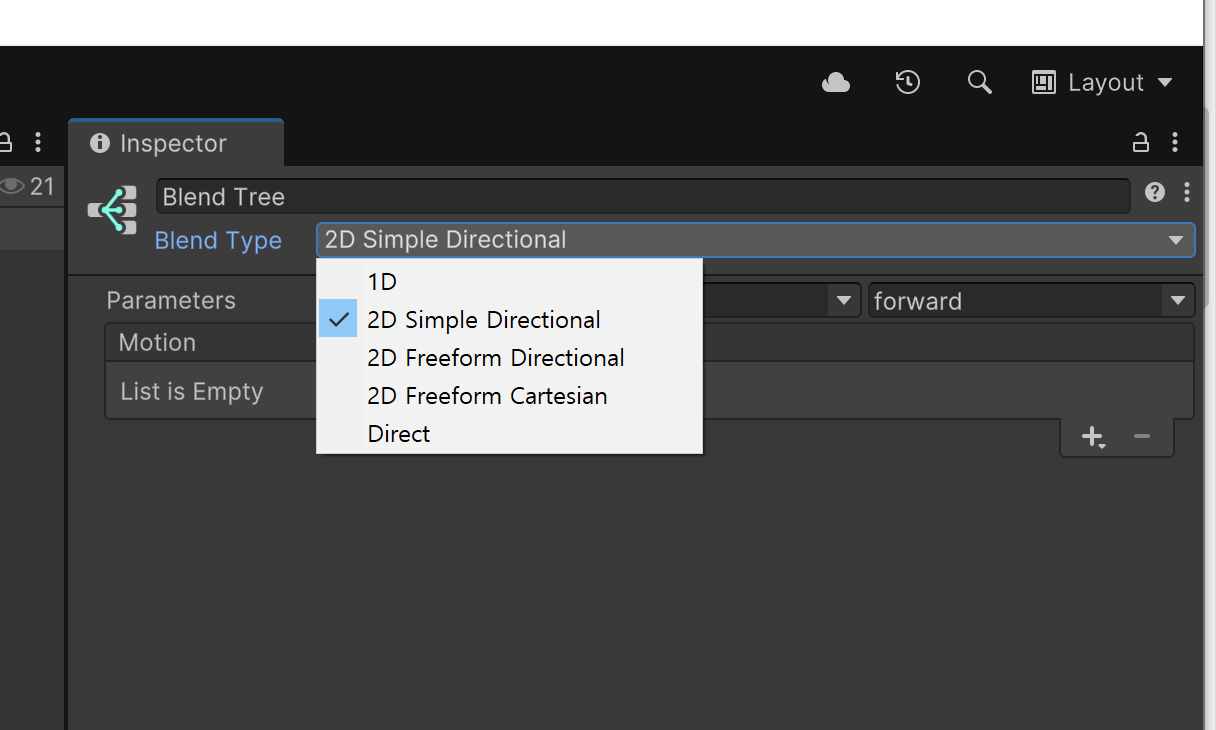 Layout
Inspector
21
Blend Tree
Blend Type
2D Simple Directional
1D
2D Simple Directional
2D Freeform Directional
2D Freeform Cartesian
Direct
Parameters
forward
Motion
List is Empty